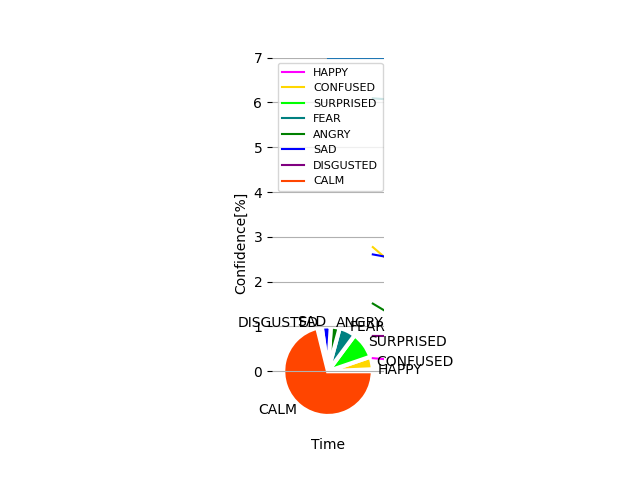 7
6
5
4
3
2
1
0
Confidence[%]
HAPPY
CONFUSED
SURPRISED
FEAR
ANGRY
SAD
DISGUSTED
CALM
DISGUSTED
SAD
ANGRY
FEAR
SURPRISED
CONFUSED
HAPPY
CALM
Time